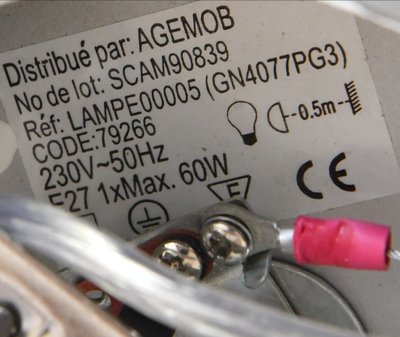 Distribué par: AGEMOB
No de lot: SCAM90839
Réf: LAMPE00005 (GN4077PG3)
CODE:79266
230V~50Hz
E27 1xMax. 60W
0.5m
F
CE